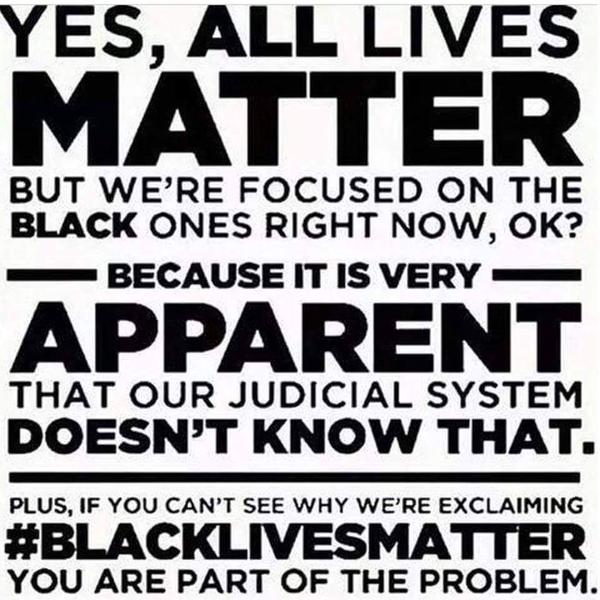 YES, ALL LIVES
MATTER
BUT WE'RE FOCUSED ON THE
BLACK ONES RIGHT NOW, OK?
BECAUSE IT IS VERY
APPARENT
THAT OUR JUDICIAL SYSTEM
DOESN'T KNOW THAT.
PLUS, IF YOU CAN'T SEE WHY WE'RE EXCLAIMING
#BLACKLIVESMATTER
YOU ARE PART OF THE PROBLEM.